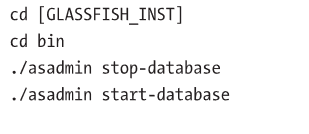 cd [GLASSFISH_INST]
cd bin
./asadmin stop-database
./asadmin start-database